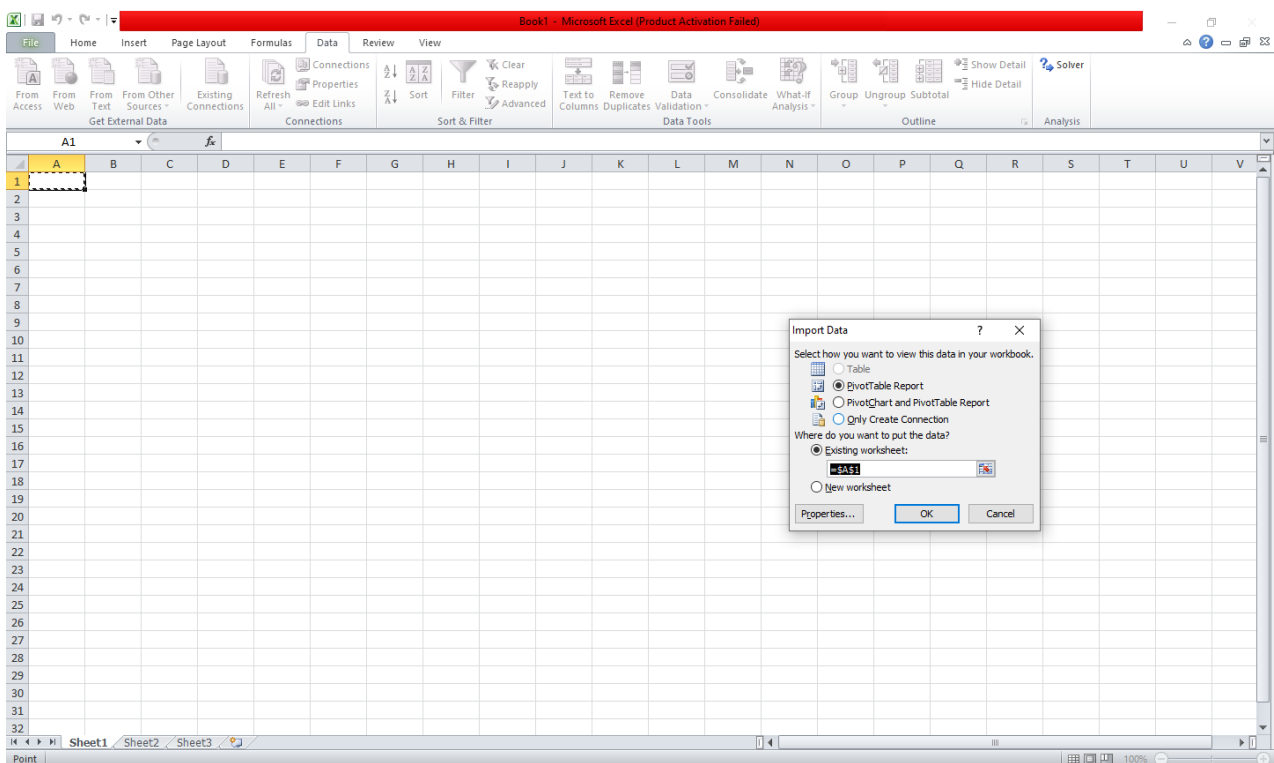 Book1 - Microsoft Excel (Product Activation Failed)
File Home Insert Page Layout Formulas Data Review View
From Access
From Web
From Text
From Other Sources
Existing Connections
Get External Data
Refresh All
Connections
Properties
Edit Links
Connections
Sort
Filter
Clear
Reapply
Advanced
Sort & Filter
Text to Columns
Remove Duplicates
Data Validation
Consolidate
What-If Analysis
Data Tools
Group
Ungroup
Subtotal
Show Detail
Hide Detail
Outline
Solver
Analysis
A1 fx
A B C D E F G H I J K L M N O P Q R S T U V
1
2
3
4
5
6
7
8
9
10
11
12
13
14
15
16
17
18
19
20
21
22
23
24
25
26
27
28
29
30
31
32
Import Data ?
Select how you want to view this data in your workbook.
Table
PivotTable Report
PivotChart and PivotTable Report
Only Create Connection
Where do you want to put the data?
Existing worksheet:
=$A$1
New worksheet
Properties... OK Cancel
Sheet1 Sheet2 Sheet3
Point 100%